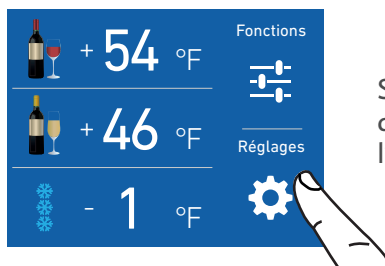 + 54 °F
Fonctions
+ 46 °F
Réglages
- 1 °F